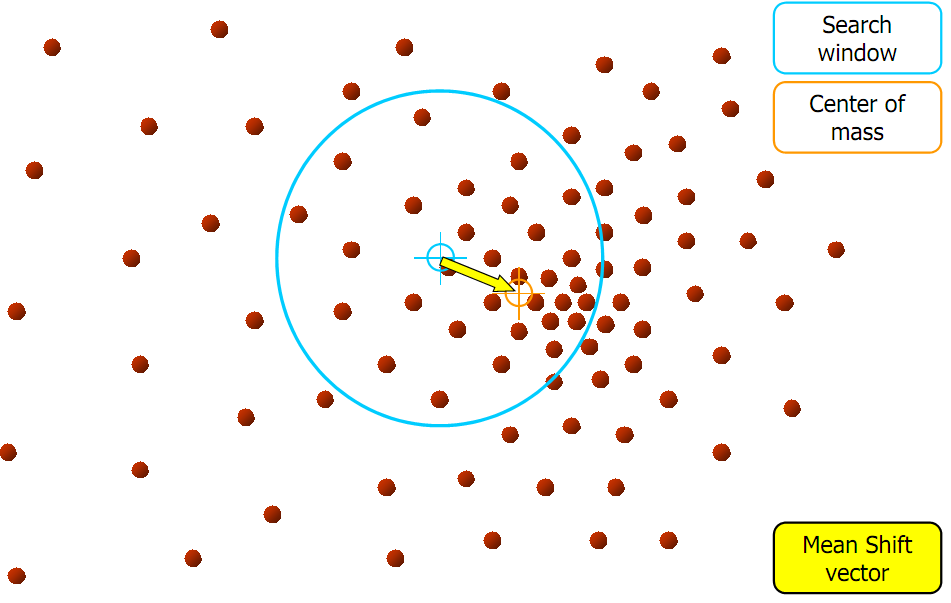 Search
window
Center of
mass
Mean Shift
vector